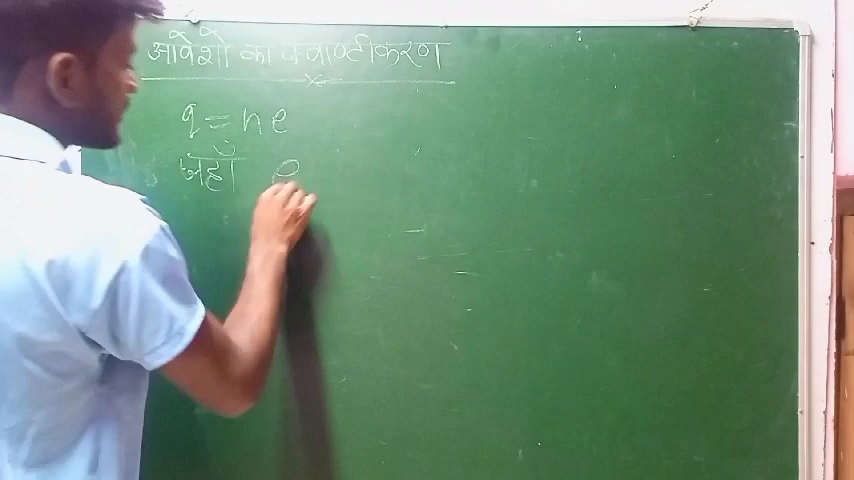 आवेशों का क्वाण्टीकरण
q = ne
जहाँ e